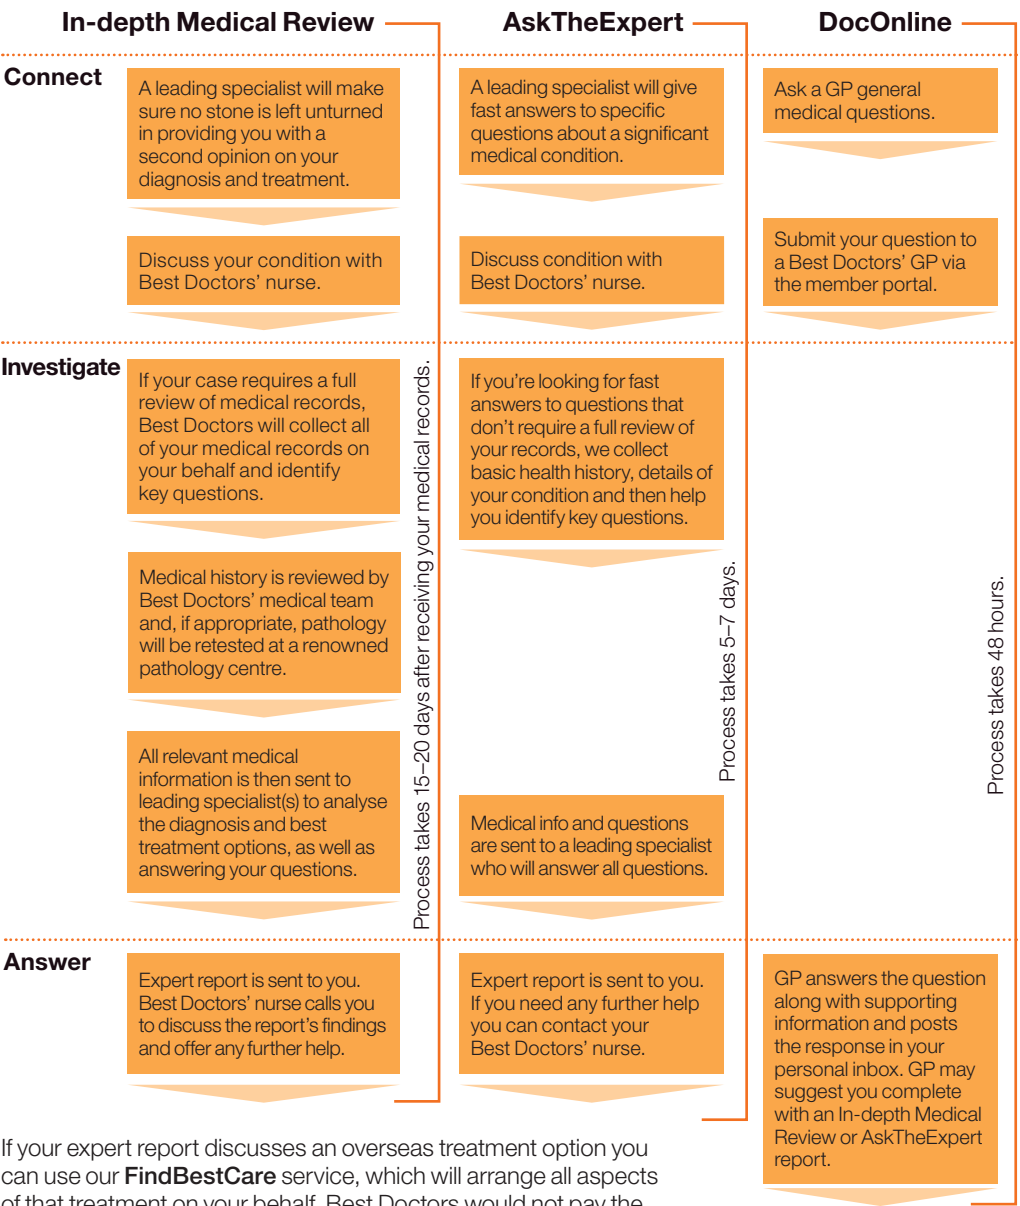 In-depth Medical Review
AskTheExpert
DocOnline
Connect
A leading specialist will make
sure no stone is left unturned
in providing you with a
second opinion on your
diagnosis and treatment.
A leading specialist will give
fast answers to specific
questions about a significant
medical condition.
Ask a GP general
medical questions.
Discuss your condition with
Best Doctors’ nurse.
Discuss condition with
Best Doctors’ nurse.
Submit your question to
a Best Doctors’ GP via
the member portal.
Investigate
If your case requires a full
review of medical records,
Best Doctors will collect all
of your medical records on
your behalf and identify
key questions.
Medical history is reviewed by
Best Doctors’ medical team
and, if appropriate, pathology
will be retested at a renowned
pathology centre.
All relevant medical
information is then sent to
leading specialist(s) to analyse
the diagnosis and best
treatment options, as well as
answering your questions.
Process takes 15–20 days after receiving your medical records.
If you’re looking for fast
answers to questions that
don’t require a full review of
your records, we collect
basic health history, details of
your condition and then help
you identify key questions.
Medical info and questions
are sent to a leading specialist
who will answer all questions.
Process takes 5–7 days.
Process takes 48 hours.
Answer
Expert report is sent to you.
Best Doctors’ nurse calls you
to discuss the report’s findings
and offer any further help.
Expert report is sent to you.
If you need any further help
you can contact your
Best Doctors’ nurse.
GP answers the question
along with supporting
information and posts
the response in your
personal inbox. GP may
suggest you complete
with an In-depth Medical
Review or AskTheExpert
report.
If your expert report discusses an overseas treatment option you
can use our FindBestCare service, which will arrange all aspects
of that treatment on your behalf. Best Doctors would not pay the